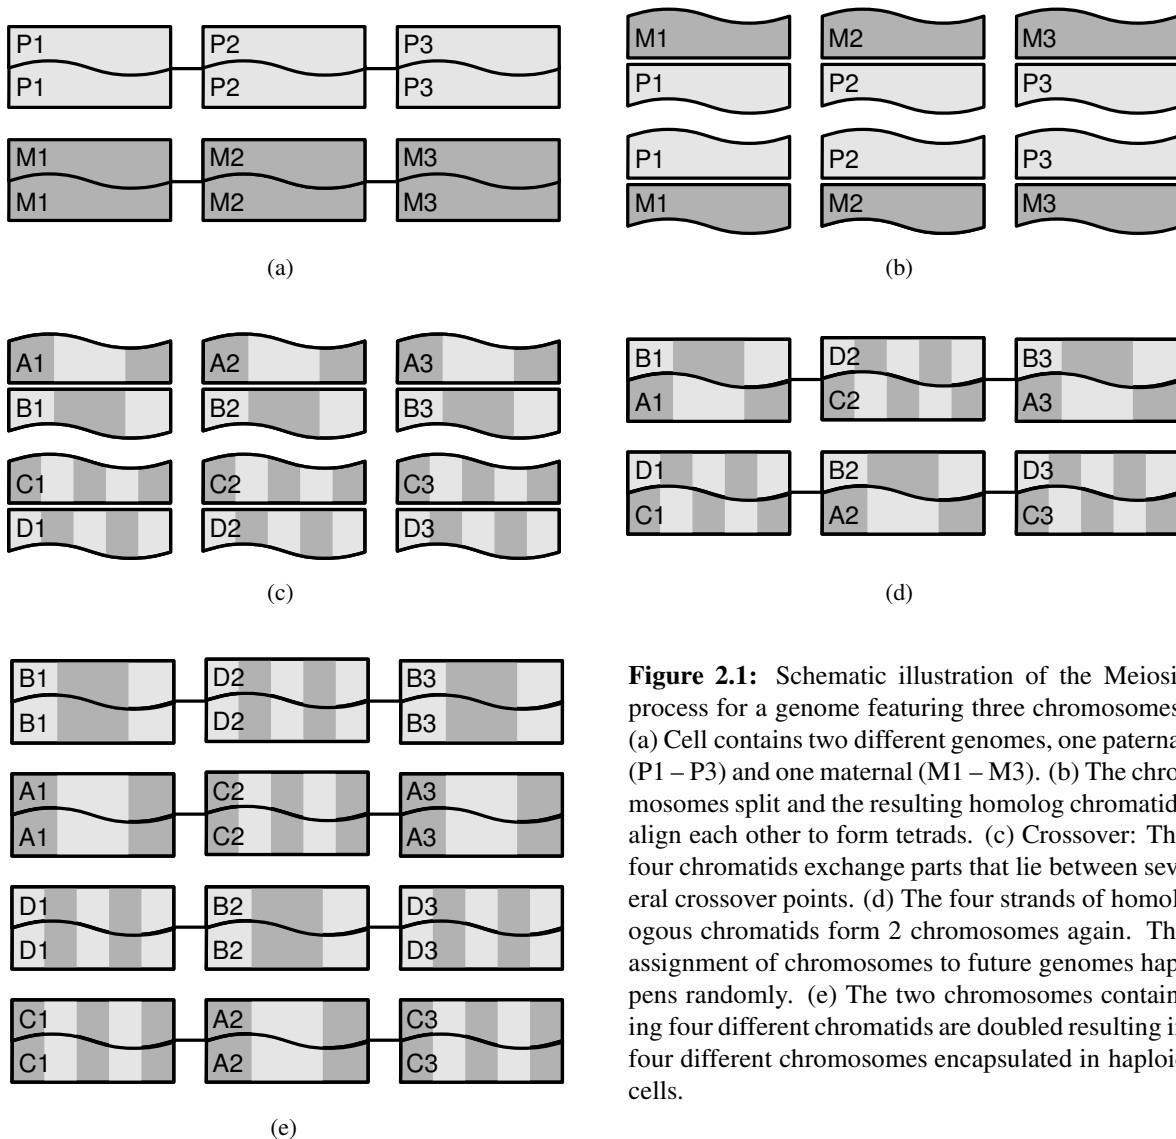 P1 P2 P3
P1 P2 P3
M1 M2 M3
M1 M2 M3
(a)
M1 M2 M3
P1 P2 P3
P1 P2 P3
M1 M2 M3
(b)
A1 A2 A3
B1 B2 B3
C1 C2 C3
D1 D2 D3
(c)
B1 D2 B3
A1 C2 A3
D1 B2 D3
C1 A2 C3
(d)
B1 D2 B3
B1 D2 B3
A1 C2 A3
A1 C2 A3
D1 B2 D3
D1 B2 D3
C1 A2 C3
C1 A2 C3
(e)
Figure 2.1: Schematic illustration of the Meiosi
process for a genome featuring three chromosomes
(a) Cell contains two different genomes, one paterna
(P1 – P3) and one maternal (M1 – M3). (b) The chro
mosomes split and the resulting homolog chromatid
align each other to form tetrads. (c) Crossover: Th
four chromatids exchange parts that lie between sev
eral crossover points. (d) The four strands of homol
ogous chromatids form 2 chromosomes again. Th
assignment of chromosomes to future genomes hap
pens randomly. (e) The two chromosomes contain
ing four different chromatids are doubled resulting i
four different chromosomes encapsulated in haploi
cells.